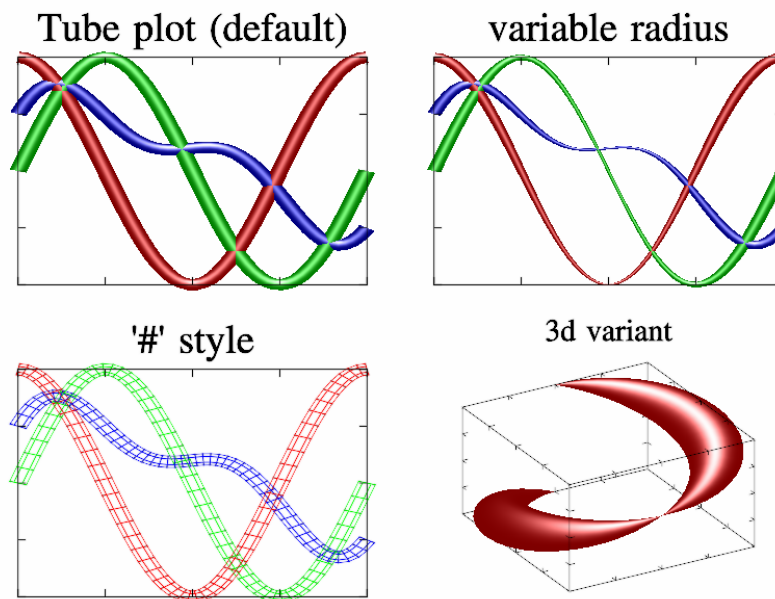 Tube plot (default)
variable radius
'#' style
3d variant